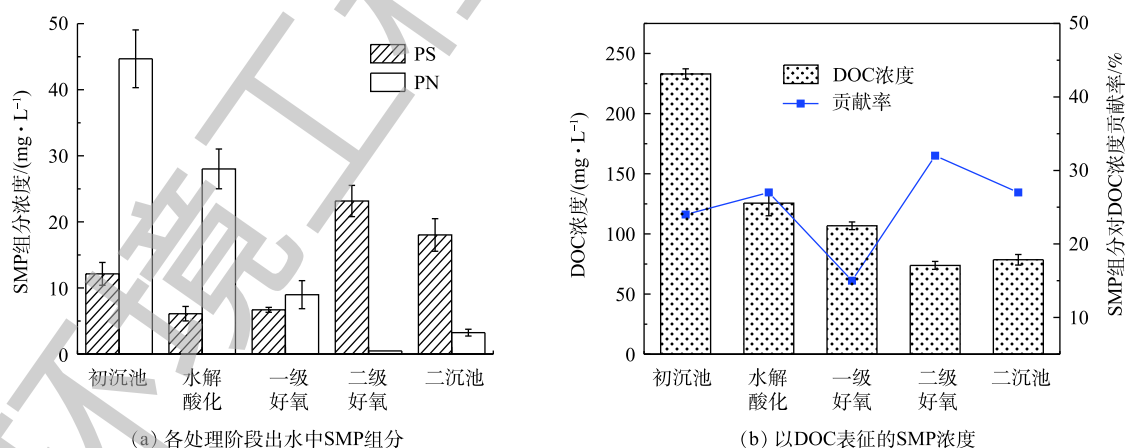 50
40
30
20
10
0
SMP组分浓度/(mg·L⁻¹)
PS
PN
初沉池
水解
酸化
一级
好氧
二级
好氧
二沉池
(a) 各处理阶段出水中SMP组分
250
200
150
100
50
0
DOC浓度/(mg·L⁻¹)
DOC浓度
贡献率
50
40
30
20
10
SMP组分对DOC浓度贡献率/%
初沉池
水解
酸化
一级
好氧
二级
好氧
二沉池
(b) 以DOC表征的SMP浓度
环境工程